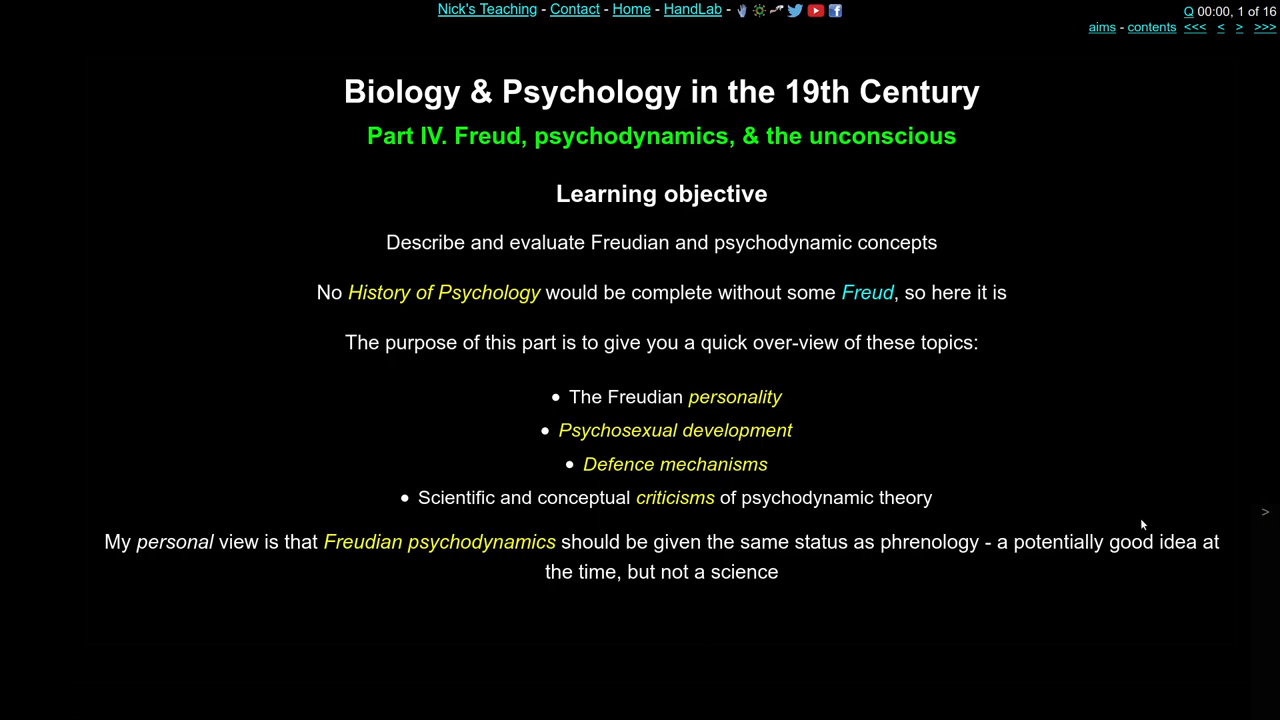 Nick's Teaching - Contact - Home - HandLab -
Q 00:00, 1 of 16
aims - contents <<< < > >>>
Biology & Psychology in the 19th Century
Part IV. Freud, psychodynamics, & the unconscious
Learning objective
Describe and evaluate Freudian and psychodynamic concepts
No History of Psychology would be complete without some Freud, so here it is
The purpose of this part is to give you a quick over-view of these topics:
• The Freudian personality
• Psychosexual development
• Defence mechanisms
• Scientific and conceptual criticisms of psychodynamic theory
>
My personal view is that Freudian psychodynamics should be given the same status as phrenology - a potentially good idea at
the time, but not a science